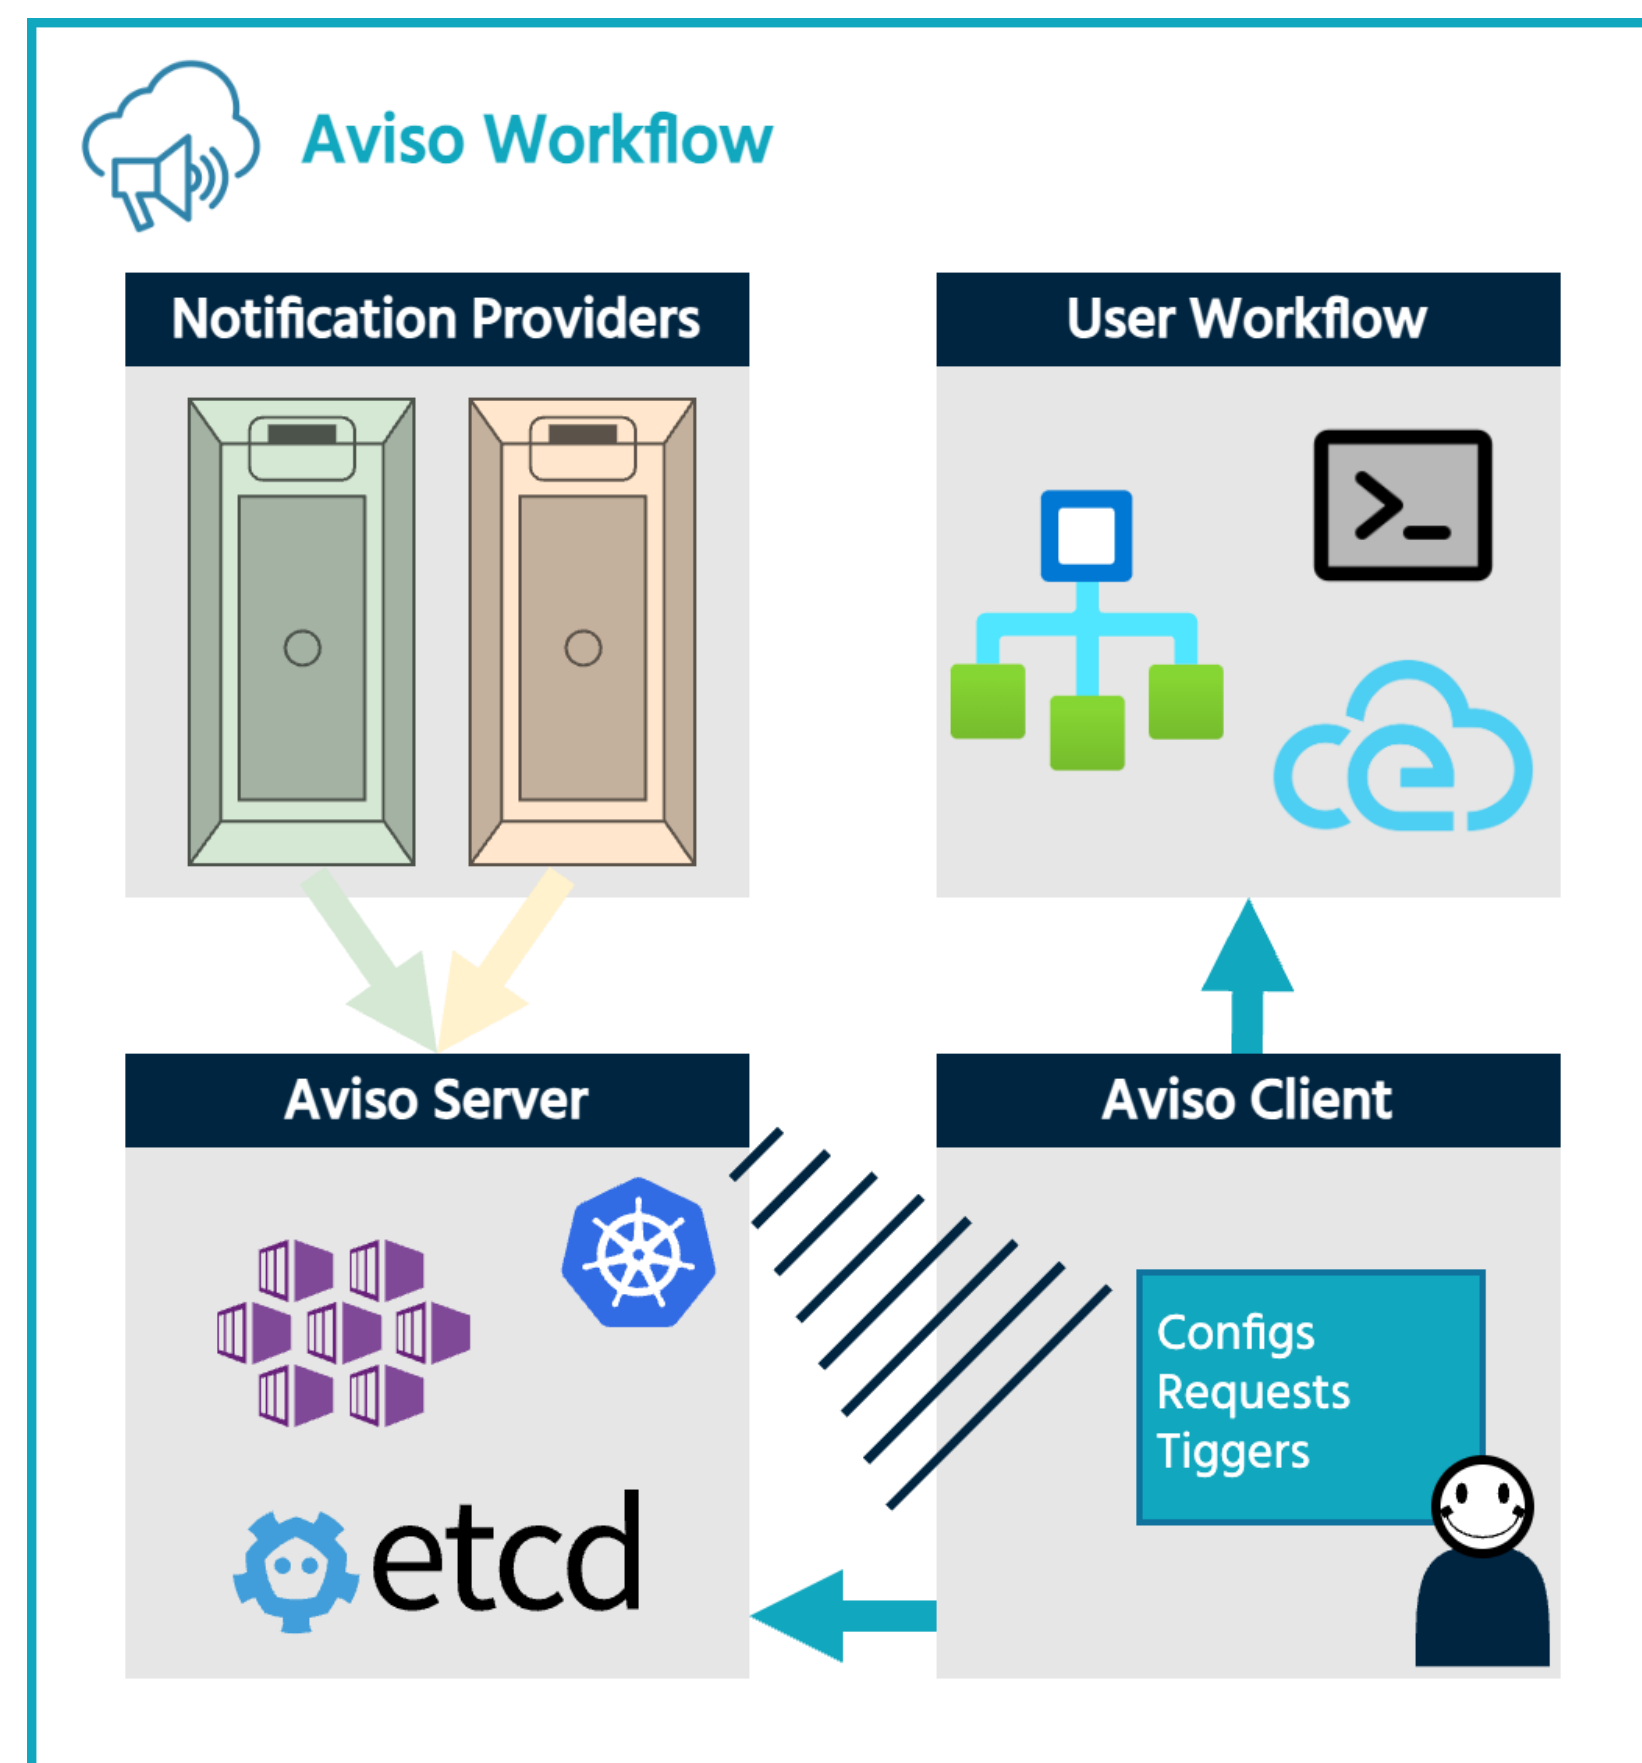 Aviso Workflow
Notification Providers
User Workflow
>_
Aviso Server
Aviso Client
Configs
Requests
Tiggers
etcd